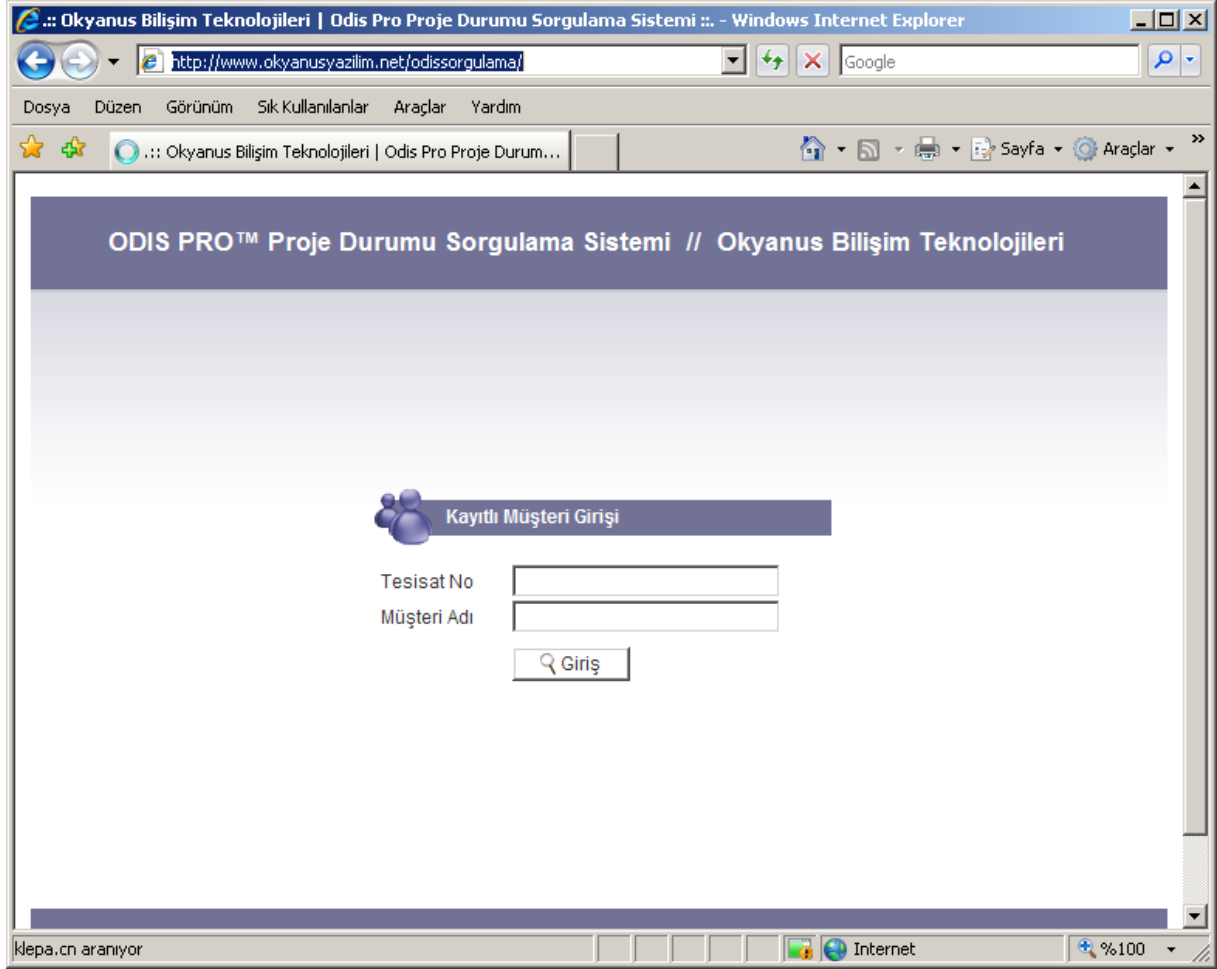 .:: Okyanus Bilişim Teknolojileri | Odis Pro Proje Durumu Sorgulama Sistemi ::. - Windows Internet Explorer
http://www.okyanusyazilim.net/odissorgulama/ Google
Dosya Düzen Görünüm Sık Kullanılanlar Araçlar Yardım
.:: Okyanus Bilişim Teknolojileri | Odis Pro Proje Durum... Sayfa Araçlar »
ODIS PRO™ Proje Durumu Sorgulama Sistemi // Okyanus Bilişim Teknolojileri
Kayıtlı Müşteri Girişi
Tesisat No
Müşteri Adı
Giriş
klepa.cn aranıyor Internet %100